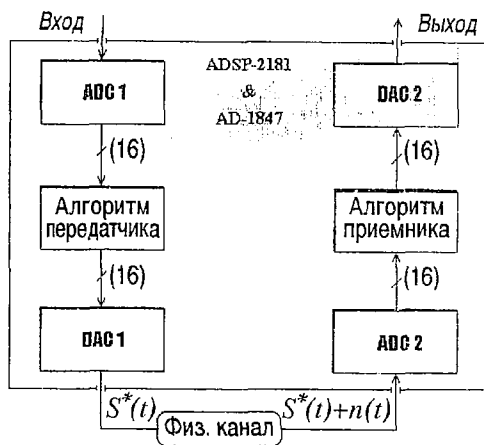 Вход
Выход
ADSP-2181
&
AD-1847
ADC 1
DAC 2
(16)
(16)
Алгоритм
передатчика
Алгоритм
приемника
(16)
(16)
DAC 1
ADC 2
S*(t)
S*(t)+n(t)
Физ. канал